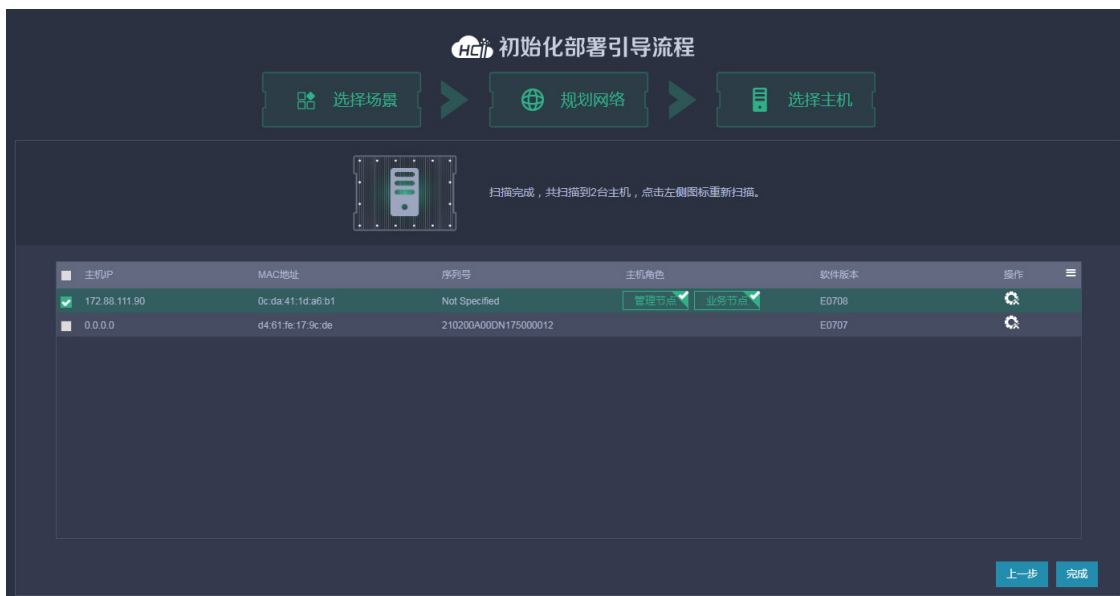 HCI 初始化部署引导流程
选择场景 规划网络 选择主机
扫描完成，共扫描到2台主机，点击左侧图标重新扫描。
主机IP MAC地址 序列号 主机角色 软件版本 操作
172.88.111.90 0c:da:41:1d:a6:b1 Not Specified 管理节点 业务节点 E0708
0.0.0.0 d4:61:fe:17:9c:de 210200A00DN175000012 E0707
上一步 完成